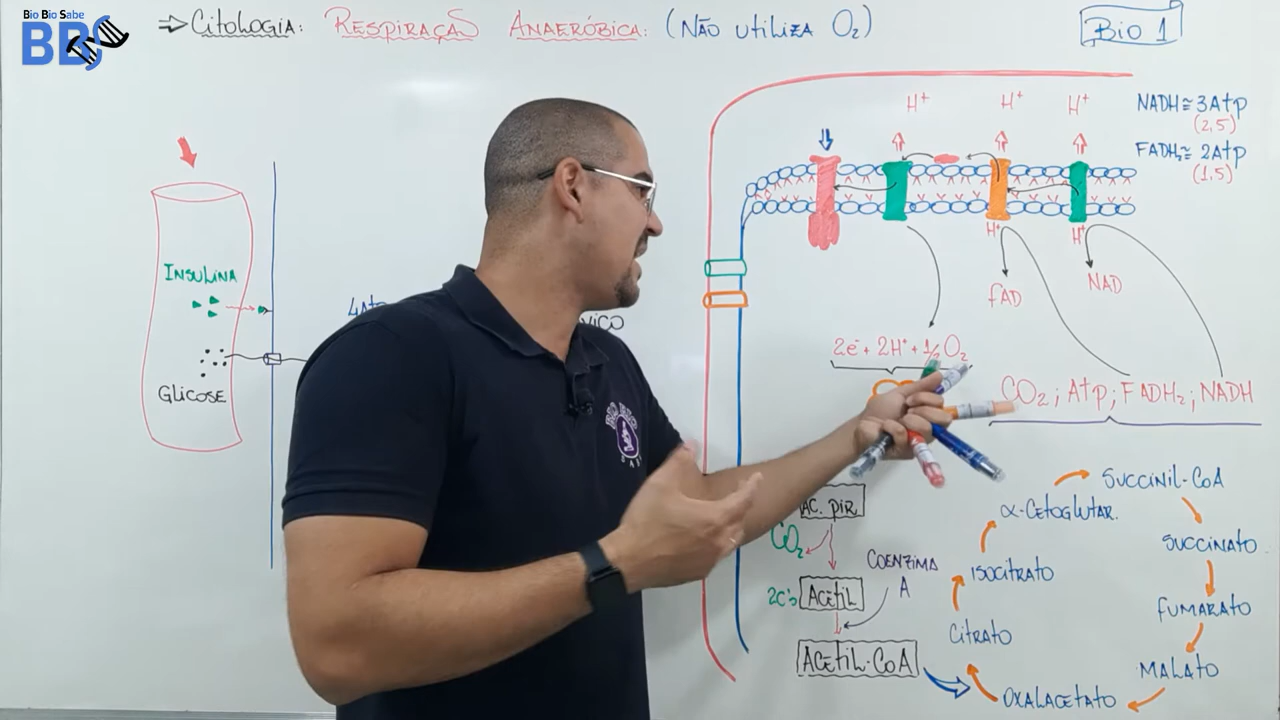 Bio Bio Sabe
BBS
⇒ Citologia: Respiração Anaeróbica: (Não utiliza O₂)
Bio 1
H⁺ H⁺ H⁺
NADH ≅ 3Atp
(2,5)
FADH₂ ≅ 2Atp
(1,5)
Insulina
Glicose
H⁺ H⁺
FAD
NAD
2e⁻ + 2H⁺ + ½ O₂
CO₂; Atp; FADH₂; NADH
Ac. Pir
CO₂
Coenzima
A
2C's
Acetil
Acetil-CoA
Succinil-CoA
α-Cetoglutar.
Succinato
Isocitrato
Fumarato
Citrato
Malato
Oxalacetato